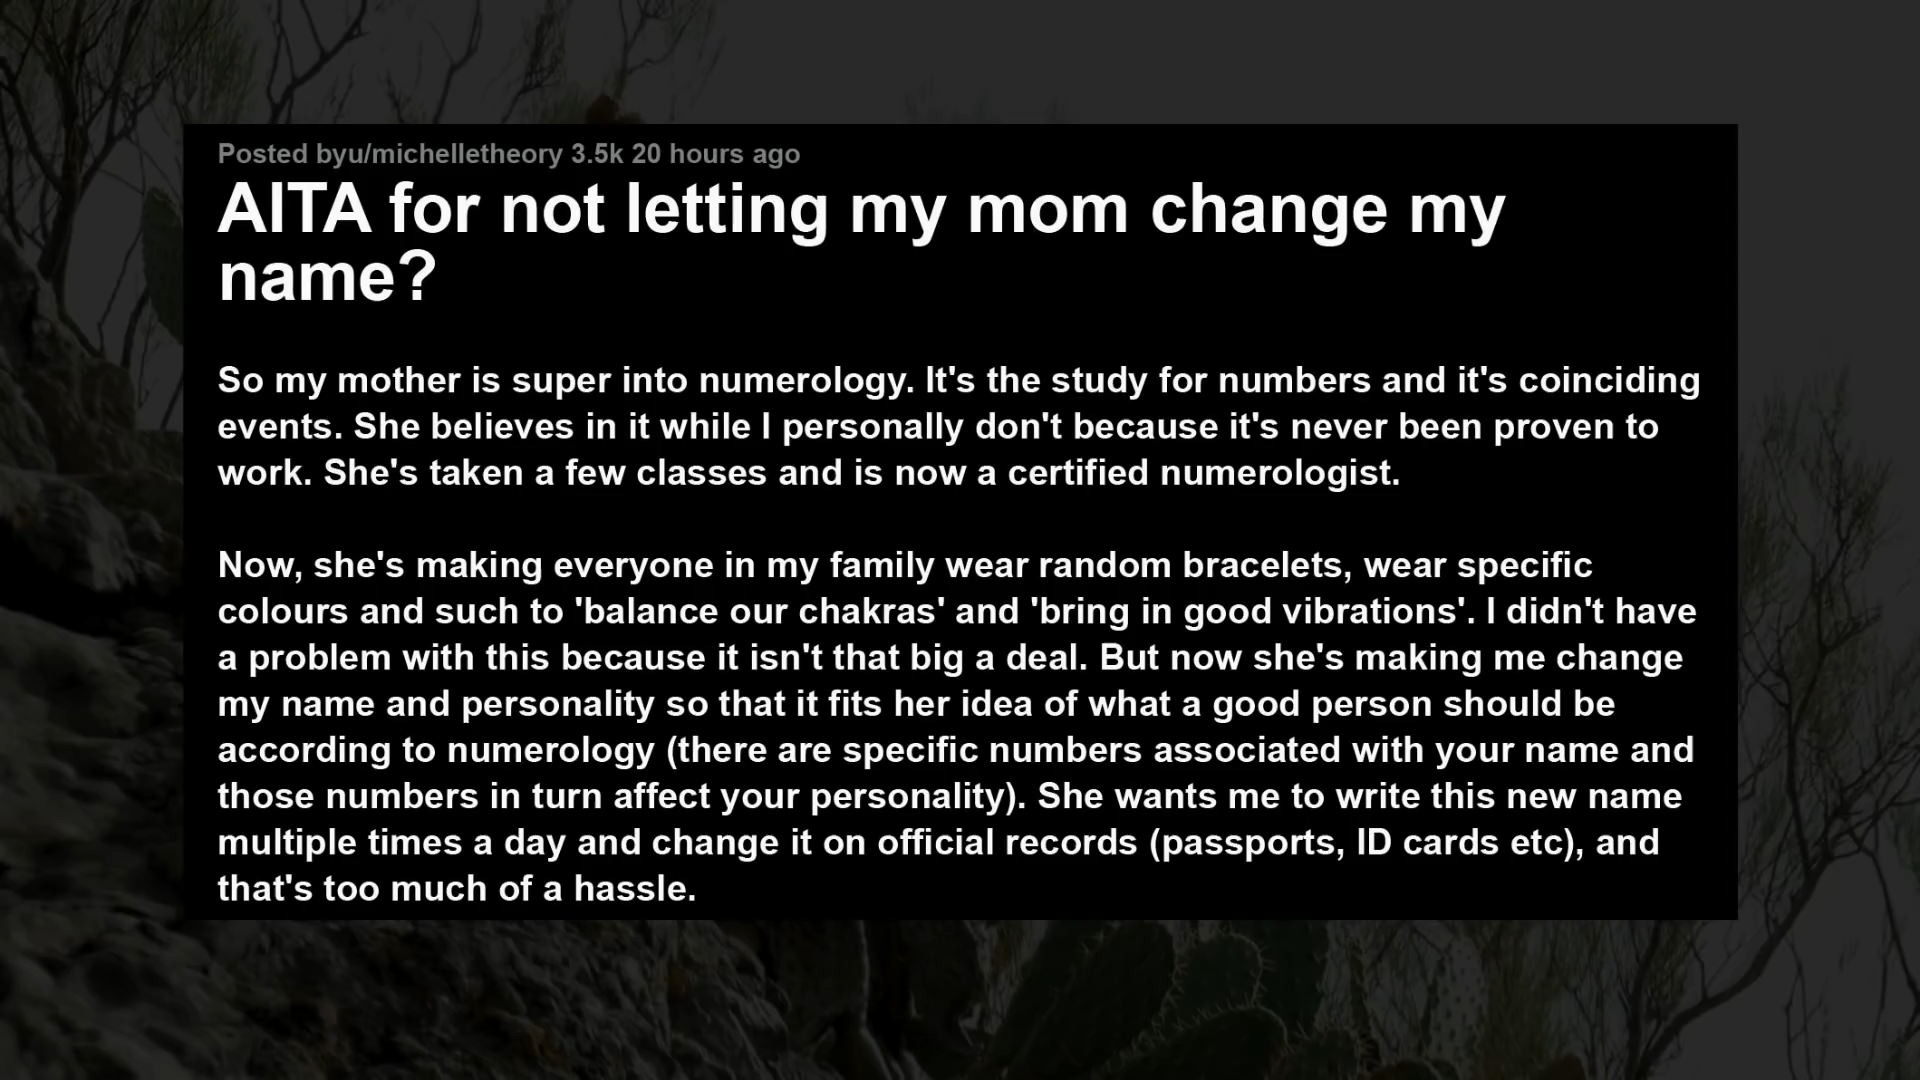 Posted byu/michelletheory 3.5k 20 hours ago
AITA for not letting my mom change my
name?
So my mother is super into numerology. It's the study for numbers and it's coinciding
events. She believes in it while I personally don't because it's never been proven to
work. She's taken a few classes and is now a certified numerologist.
Now, she's making everyone in my family wear random bracelets, wear specific
colours and such to 'balance our chakras' and 'bring in good vibrations'. I didn't have
a problem with this because it isn't that big a deal. But now she's making me change
my name and personality so that it fits her idea of what a good person should be
according to numerology (there are specific numbers associated with your name and
those numbers in turn affect your personality). She wants me to write this new name
multiple times a day and change it on official records (passports, ID cards etc), and
that's too much of a hassle.